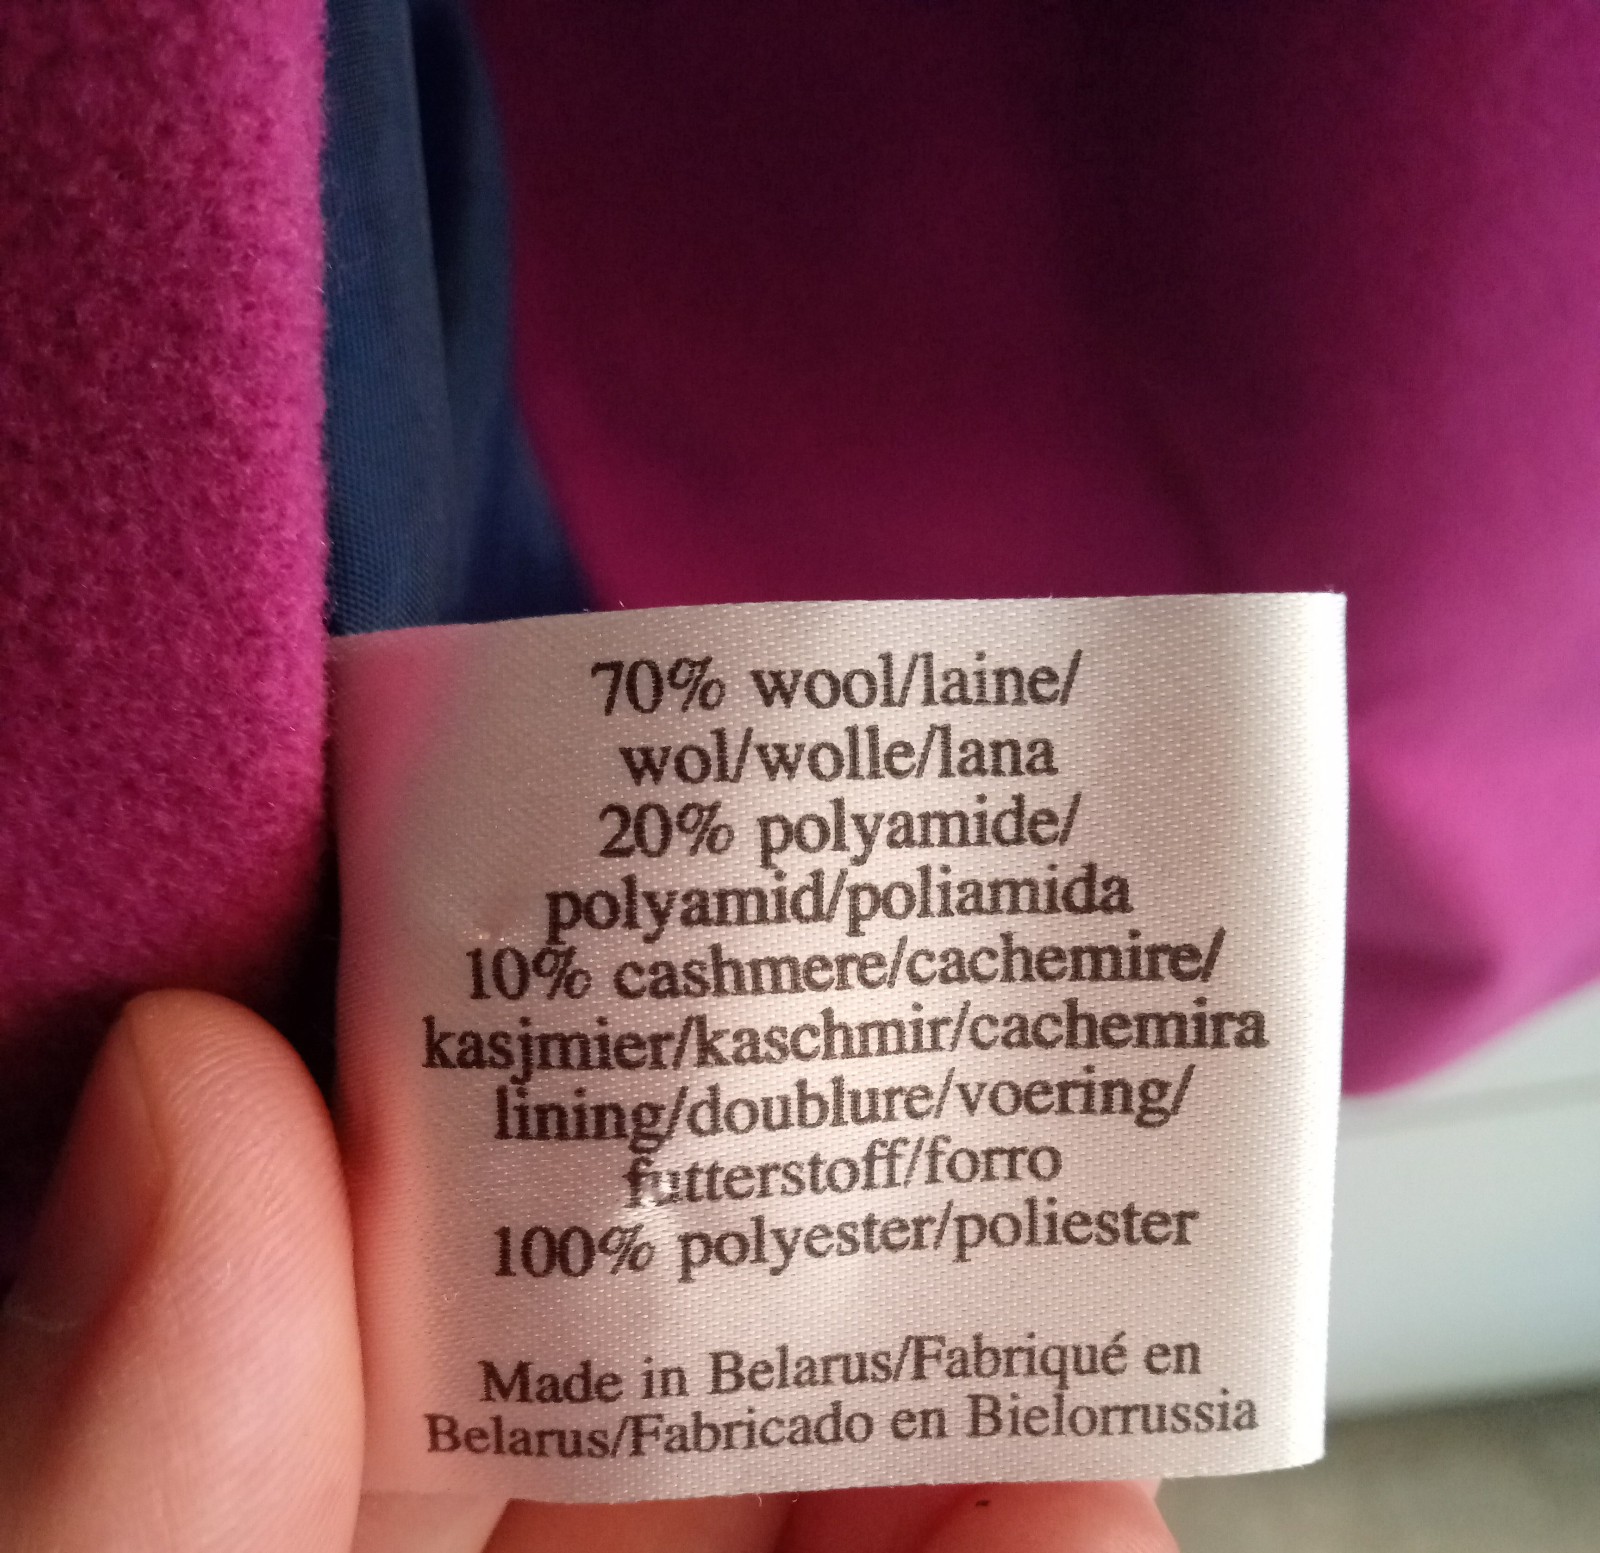 70% wool/laine/
wol/wolle/lana
20% polyamide/
polyamid/poliamida
10% cashmere/cachemire/
kasjmier/kaschmir/cachemira
lining/doublure/voering/
futterstoff/forro
100% polyester/poliester
Made in Belarus/Fabriqué en
Belarus/Fabricado en Bielorrussia